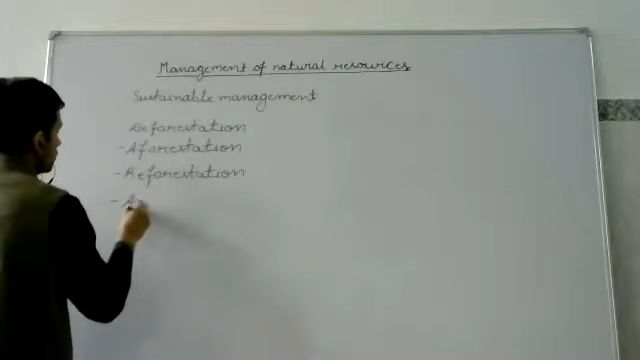 Management of natural resources
Sustainable management
Deforestation
- Aforestation
- Reforestation
-